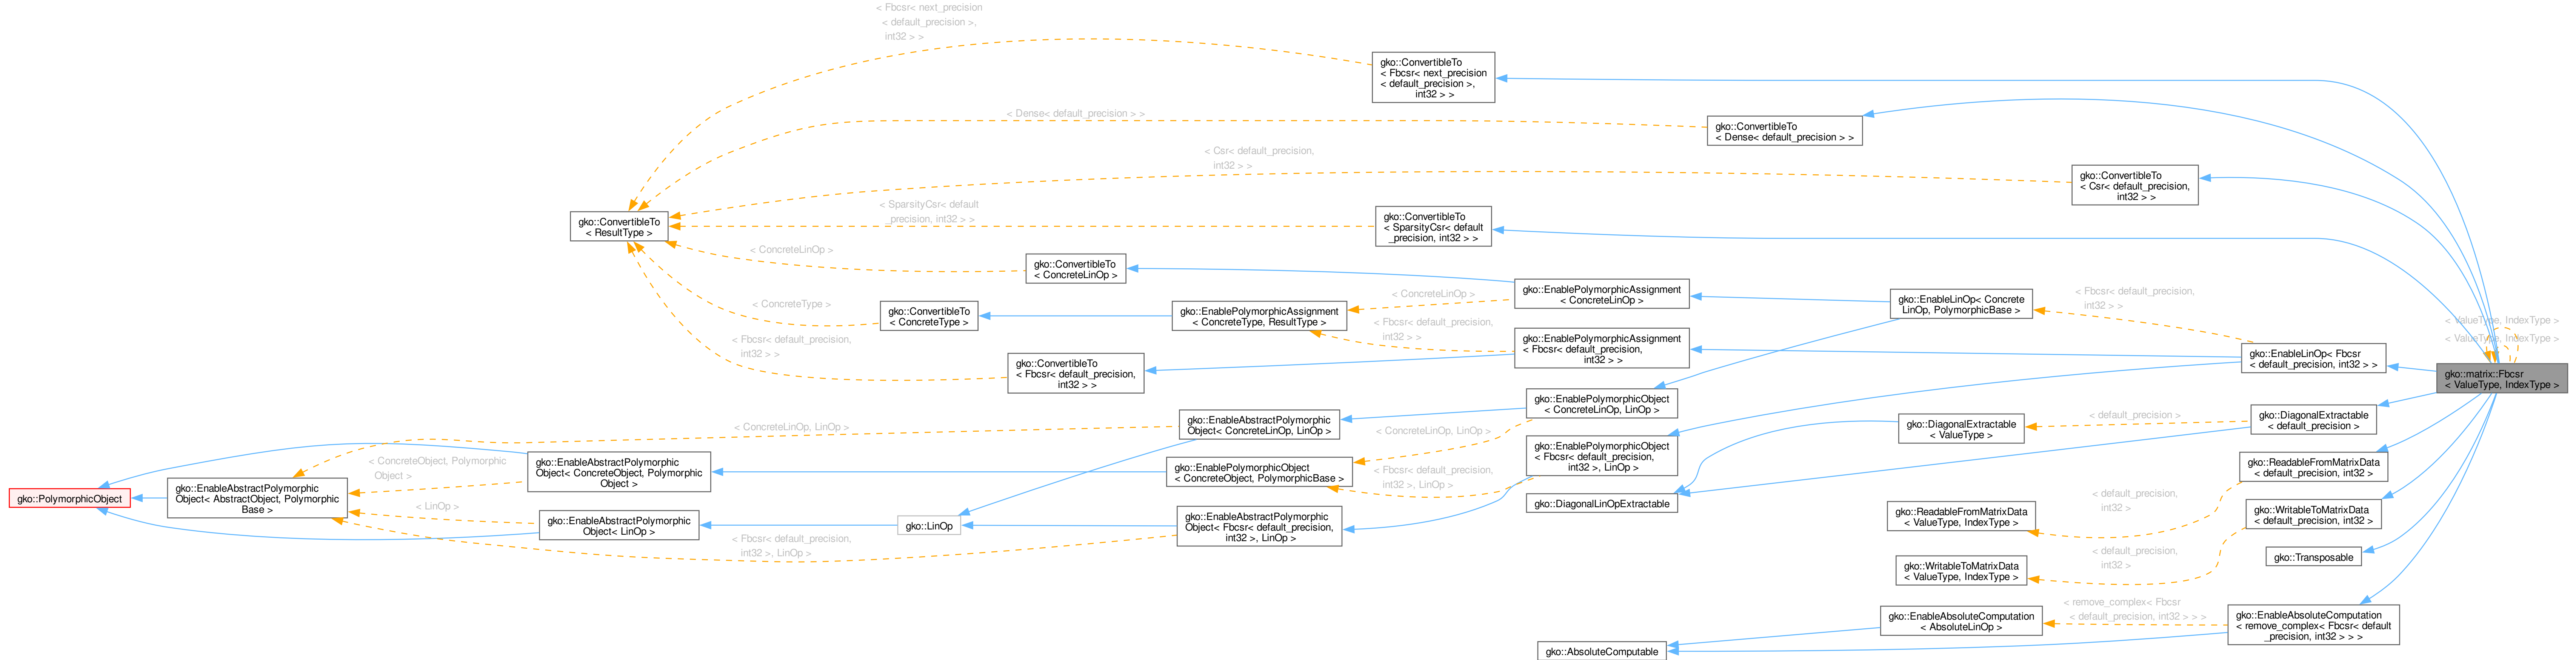 < Fbcsr< next_precision
< default_precision >,
int32 > >
gko::ConvertibleTo
< Fbcsr< next_precision
< default_precision >,
int32 > >
< Dense< default_precision > >
gko::ConvertibleTo
< Dense< default_precision > >
< Csr< default_precision,
int32 > >
gko::ConvertibleTo
< Csr< default_precision,
int32 > >
gko::ConvertibleTo
< ResultType >
< SparsityCsr< default
_precision, int32 > >
gko::ConvertibleTo
< SparsityCsr< default
_precision, int32 > >
< ConcreteLinOp >
gko::ConvertibleTo
< ConcreteLinOp >
gko::EnablePolymorphicAssignment
< ConcreteLinOp >
< ConcreteType >
gko::ConvertibleTo
< ConcreteType >
gko::EnablePolymorphicAssignment
< ConcreteType, ResultType >
< ConcreteLinOp >
< Fbcsr< default_precision,
int32 > >
gko::EnableLinOp< Concrete
LinOp, PolymorphicBase >
< Fbcsr< default_precision,
int32 > >
< Fbcsr< default_precision,
int32 > >
gko::ConvertibleTo
< Fbcsr< default_precision,
int32 > >
gko::EnablePolymorphicAssignment
< Fbcsr< default_precision,
int32 > >
gko::EnableLinOp< Fbcsr
< default_precision, int32 > >
< ValueType, IndexType >
< ValueType, IndexType >
gko::matrix::Fbcsr
< ValueType, IndexType >
gko::EnablePolymorphicObject
< ConcreteLinOp, LinOp >
< ConcreteLinOp, LinOp >
gko::EnableAbstractPolymorphic
Object< ConcreteLinOp, LinOp >
< ConcreteLinOp, LinOp >
gko::EnablePolymorphicObject
< Fbcsr< default_precision,
int32 >, LinOp >
gko::DiagonalExtractable
< ValueType >
< default_precision >
gko::DiagonalExtractable
< default_precision >
gko::PolymorphicObject
gko::EnableAbstractPolymorphic
Object< AbstractObject, Polymorphic
Base >
< ConcreteObject, Polymorphic
Object >
gko::EnableAbstractPolymorphic
Object< ConcreteObject, Polymorphic
Object >
gko::EnablePolymorphicObject
< ConcreteObject, PolymorphicBase >
< Fbcsr< default_precision,
int32 >, LinOp >
gko::DiagonalLinOpExtractable
gko::ReadableFromMatrixData
< default_precision, int32 >
< LinOp >
gko::EnableAbstractPolymorphic
Object< LinOp >
gko::LinOp
gko::EnableAbstractPolymorphic
Object< Fbcsr< default_precision,
int32 >, LinOp >
< Fbcsr< default_precision,
int32 >, LinOp >
gko::ReadableFromMatrixData
< ValueType, IndexType >
< default_precision,
int32 >
gko::WritableToMatrixData
< default_precision, int32 >
gko::Transposable
gko::WritableToMatrixData
< ValueType, IndexType >
< default_precision,
int32 >
gko::EnableAbsoluteComputation
< AbsoluteLinOp >
< remove_complex< Fbcsr
< default_precision, int32 > > >
gko::EnableAbsoluteComputation
< remove_complex< Fbcsr< default
_precision, int32 > > >
gko::AbsoluteComputable